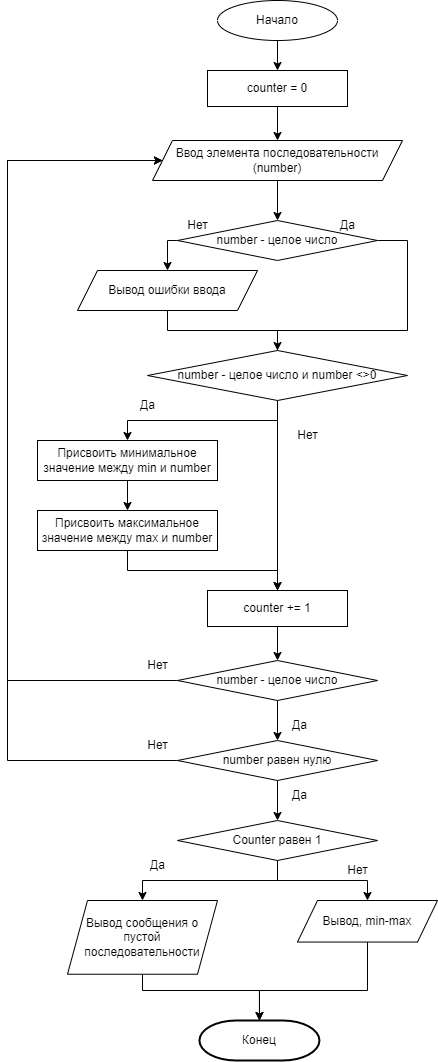 Начало
counter = 0
Ввод элемента последовательности
(number)
Нет
Да
number - целое число
Вывод ошибки ввода
number - целое число и number <>0
Да
Нет
Присвоить минимальное
значение между min и number
Присвоить максимальное
значение между max и number
counter += 1
Нет
number - целое число
Да
Нет
number равен нулю
Да
Counter равен 1
Да
Нет
Вывод сообщения о
пустой
последовательности
Вывод, min-max
Конец